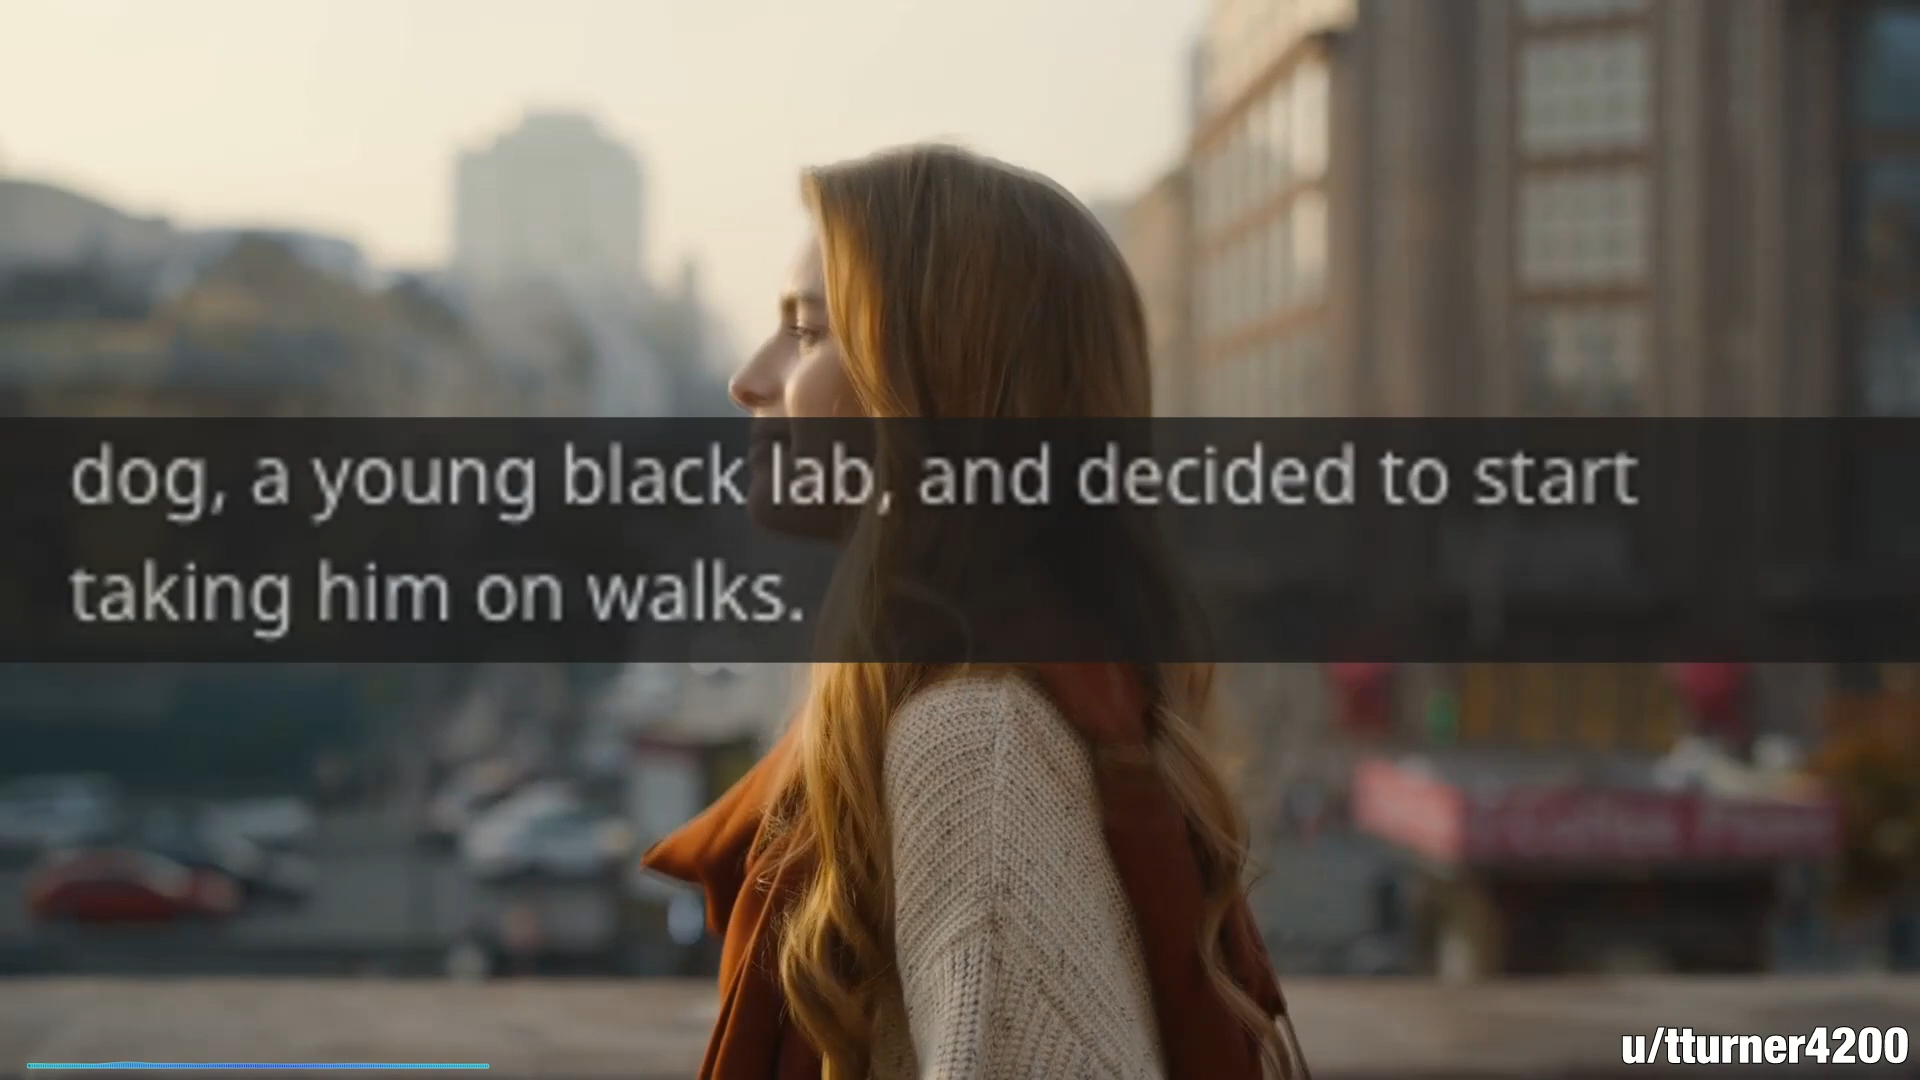 dog, a young black lab, and decided to start
taking him on walks.
u/tturner4200